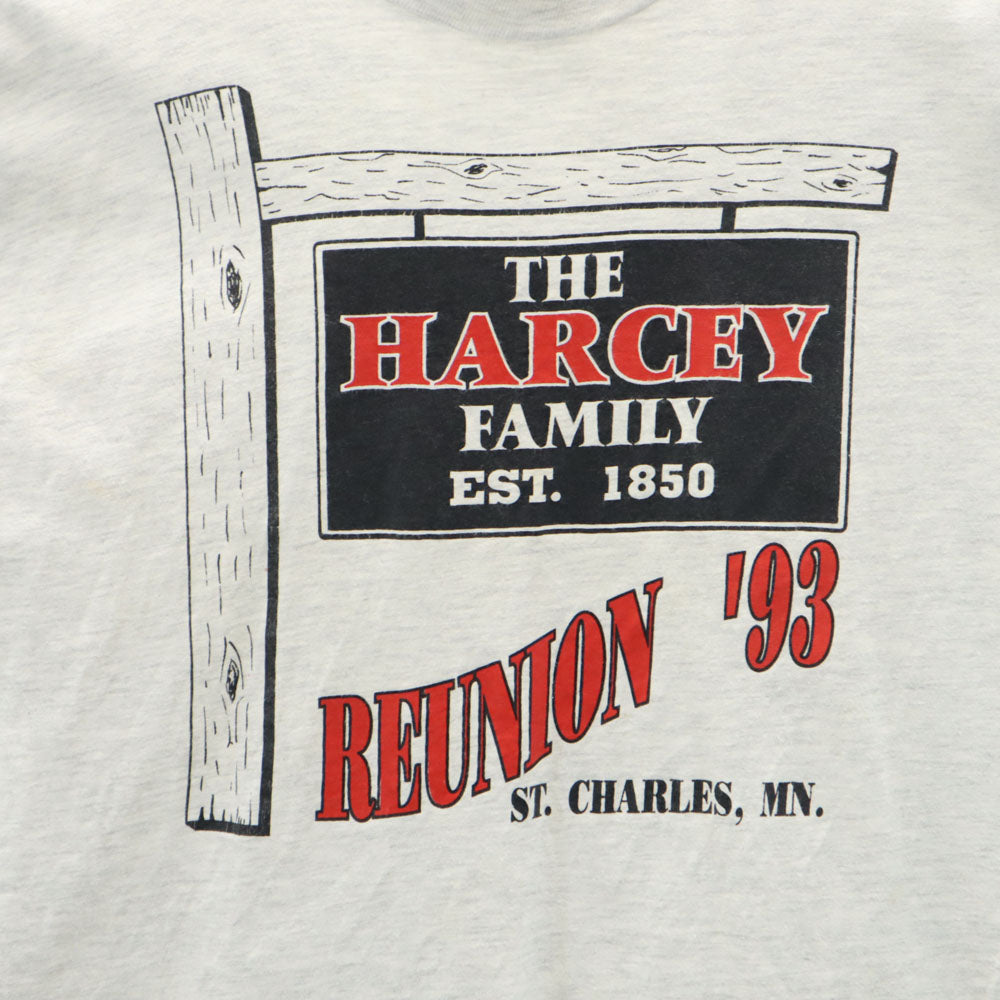 THE
HARCEY
FAMILY
EST. 1850
REUNION '93
ST. CHARLES, MN.